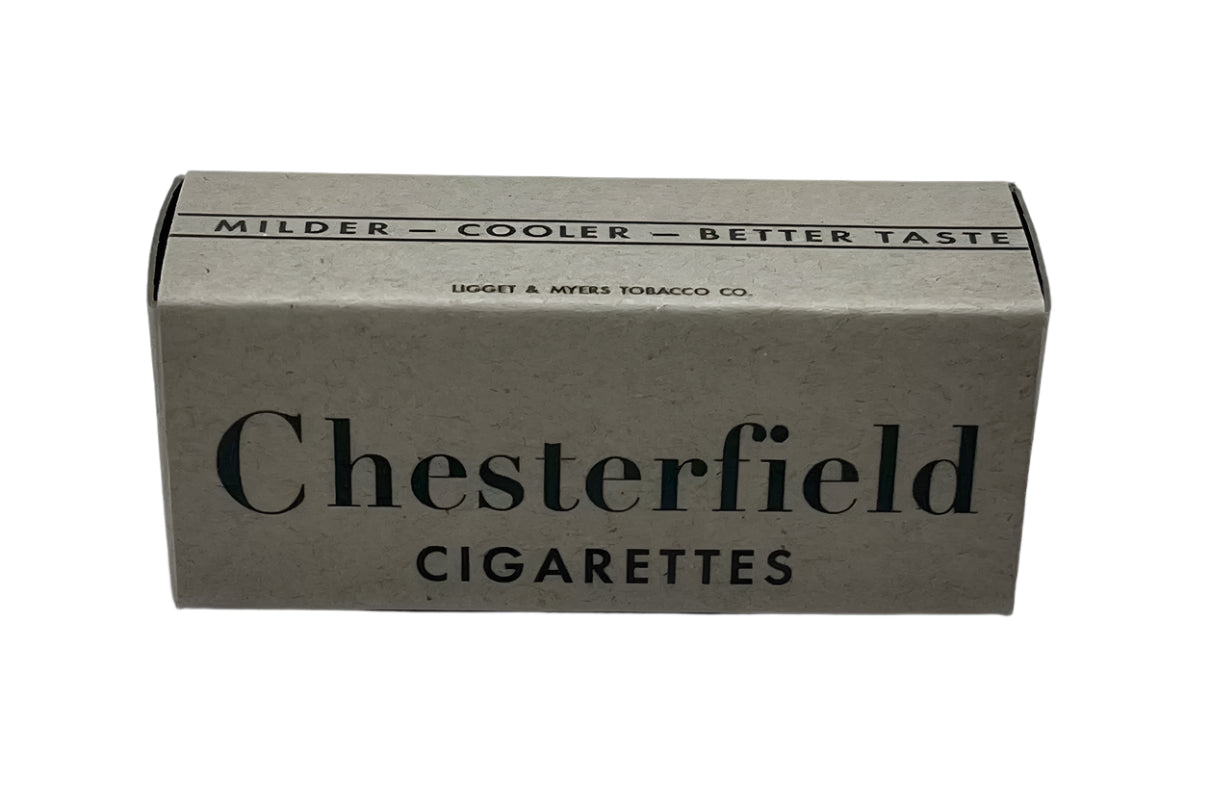 MILDER — COOLER — BETTER TASTE
LIGGET & MYERS TOBACCO CO.
Chesterfield
CIGARETTES